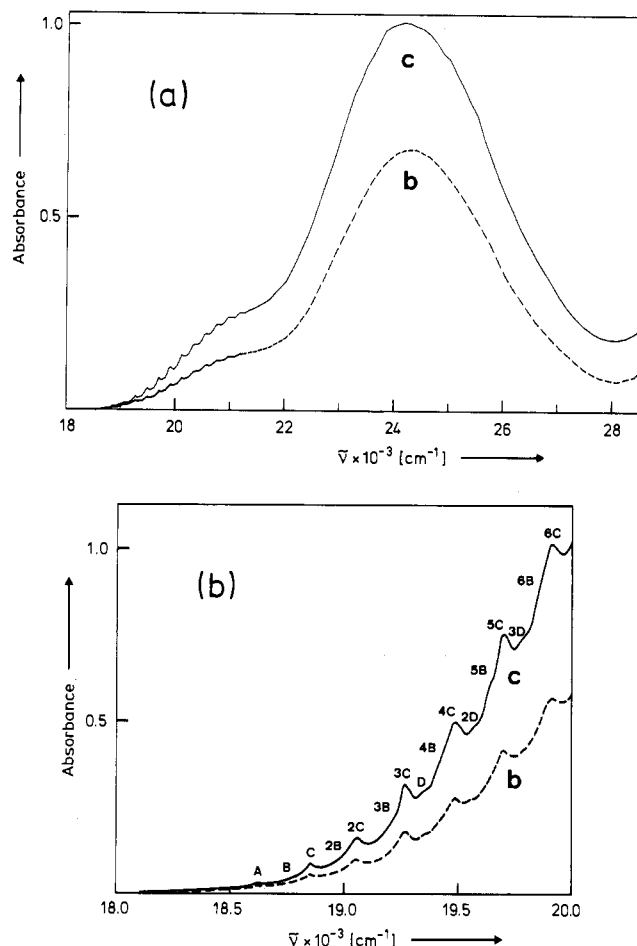 1.0
(a)
c
b
Absorbance
0.5
18 20 22 24 26 28
ν̃ × 10⁻³ [cm⁻¹]
6C
1.0
(b)
6B
5C
3D
c
Absorbance
5B
4C
0.5
2D
4B
b
3C
D
3B
2C
2B
C
B
A
18.0 18.5 19.0 19.5 20.0
ν̃ × 10⁻³ [cm⁻¹]